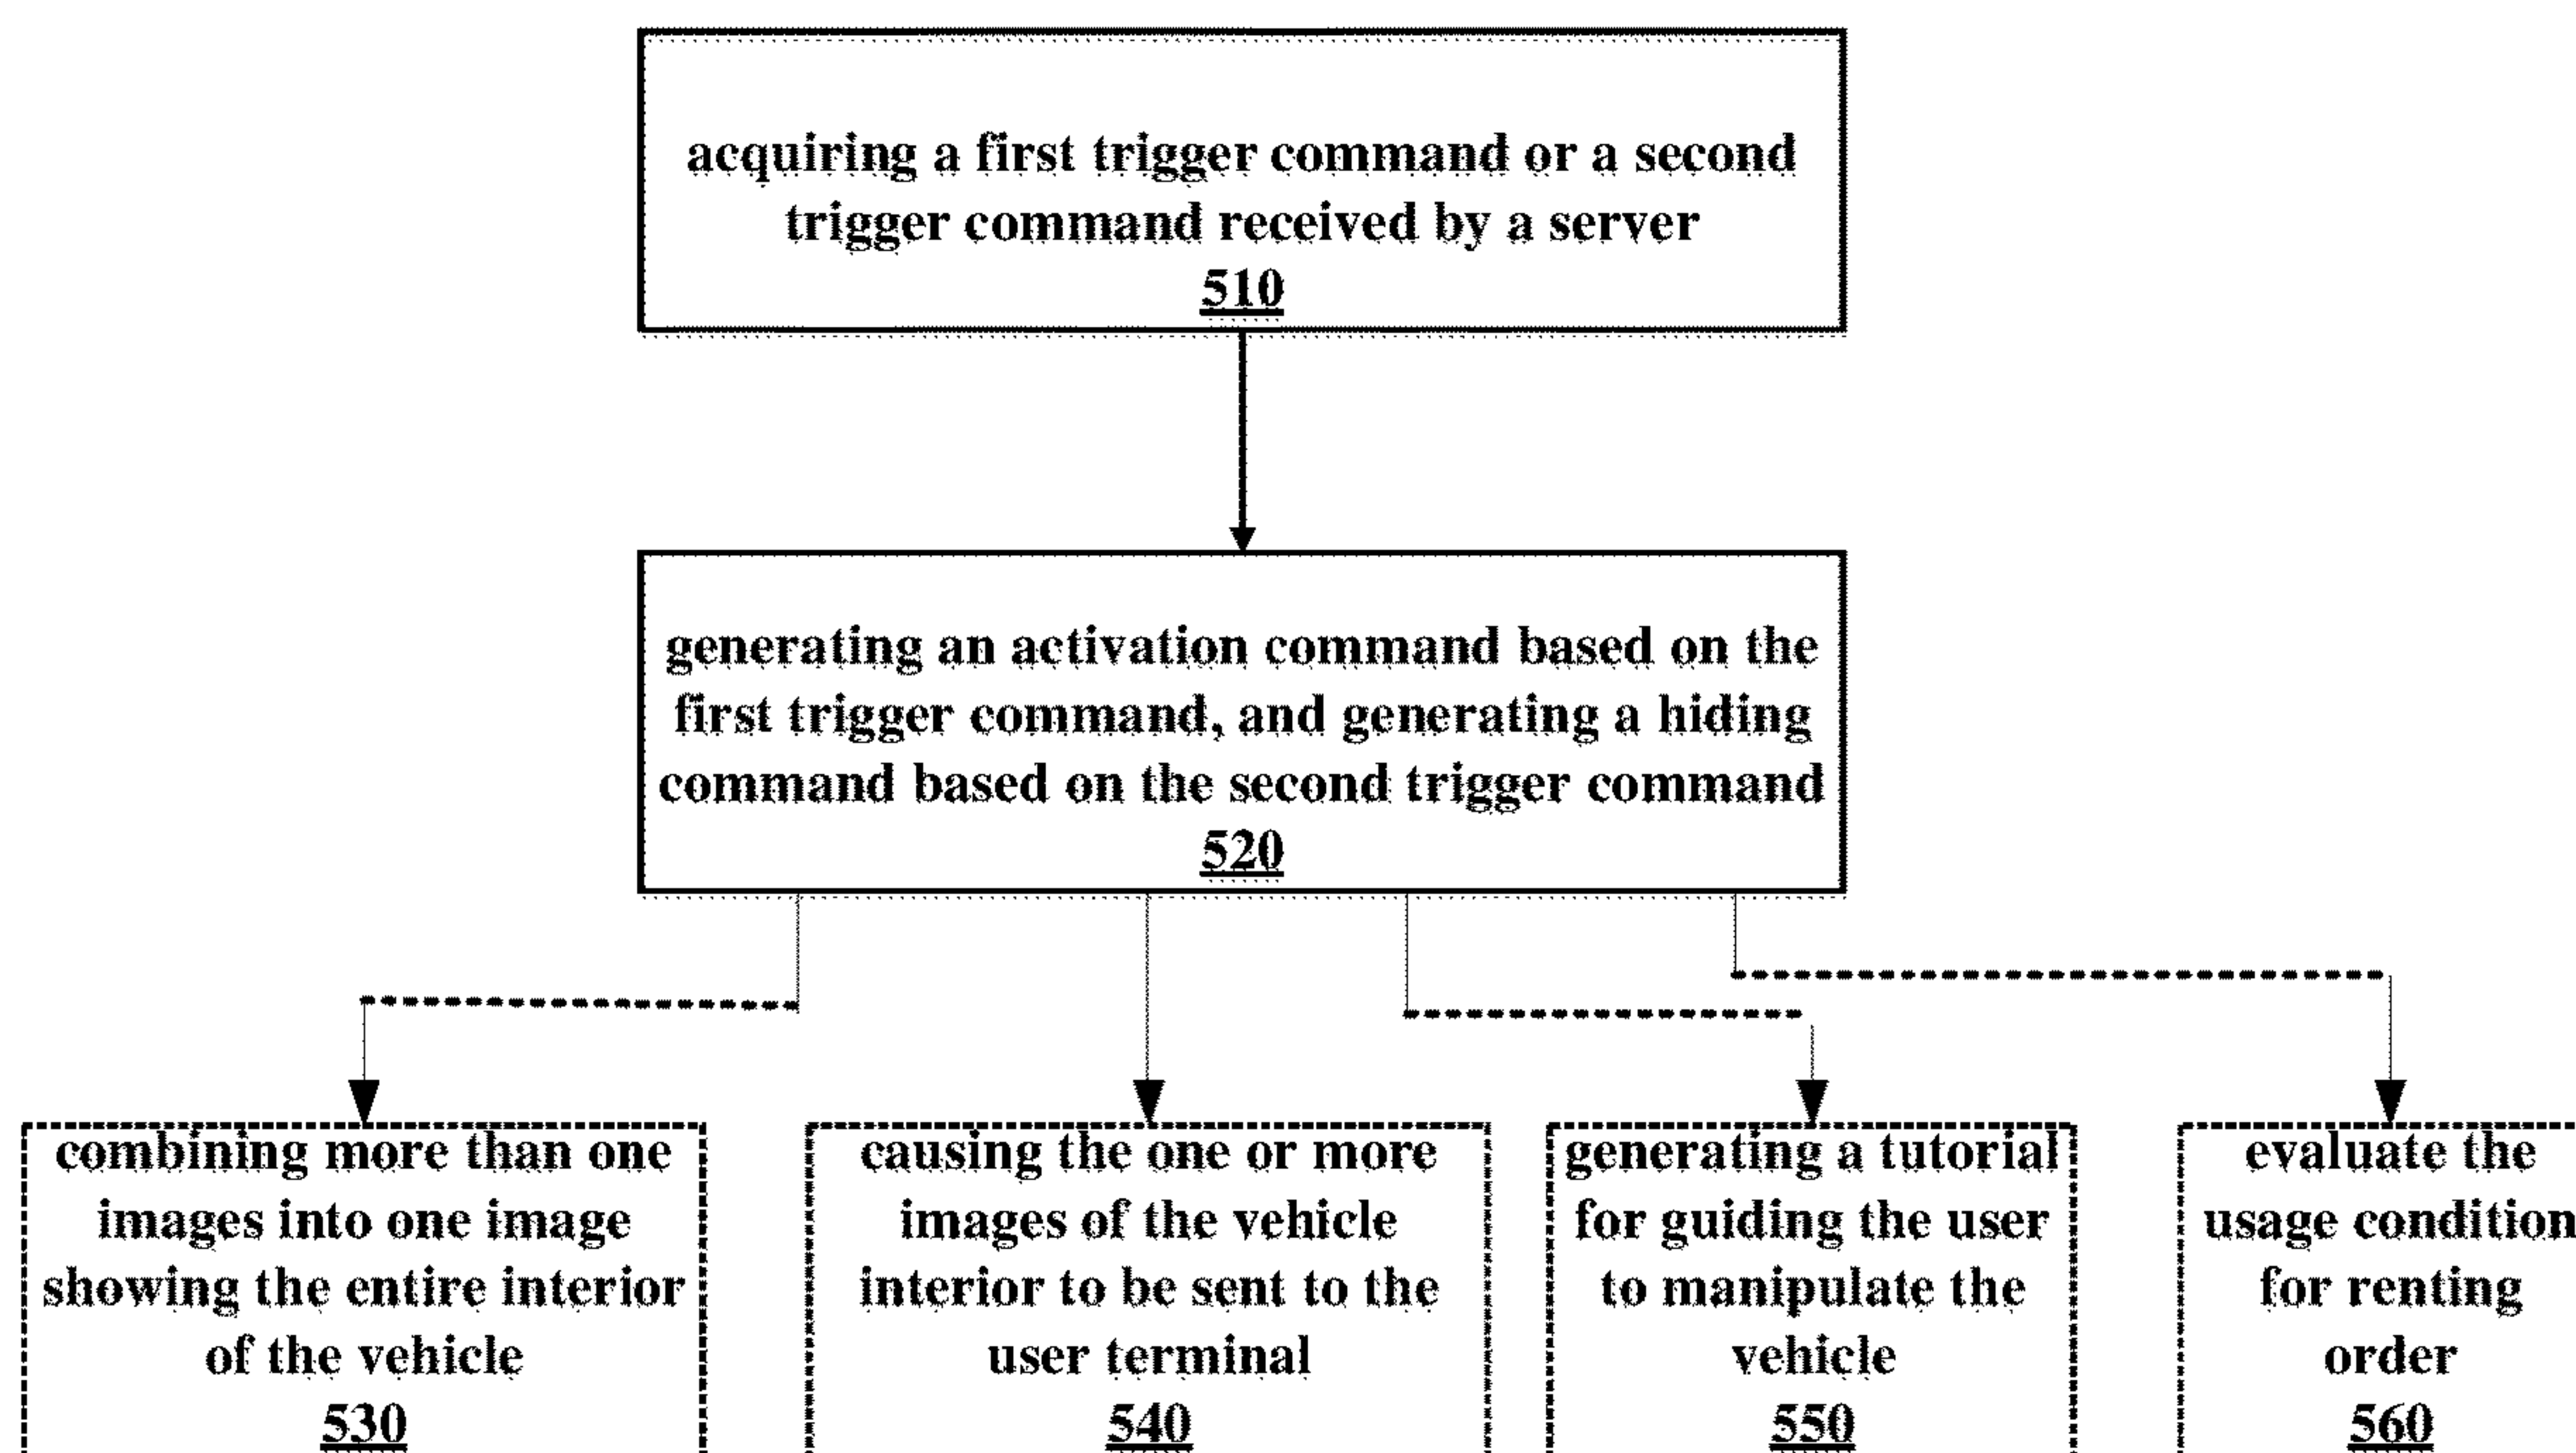 acquiring a first trigger command or a second
trigger command received by a server
510
generating an activation command based on the
first trigger command, and generating a hiding
command based on the second trigger command
520
combining more than one
images into one image
showing the entire interior
of the vehicle
530
causing the one or more
images of the vehicle
interior to be sent to the
user terminal
540
generating a tutorial
for guiding the user
to manipulate the
vehicle
550
evaluate the
usage condition
for renting
order
560